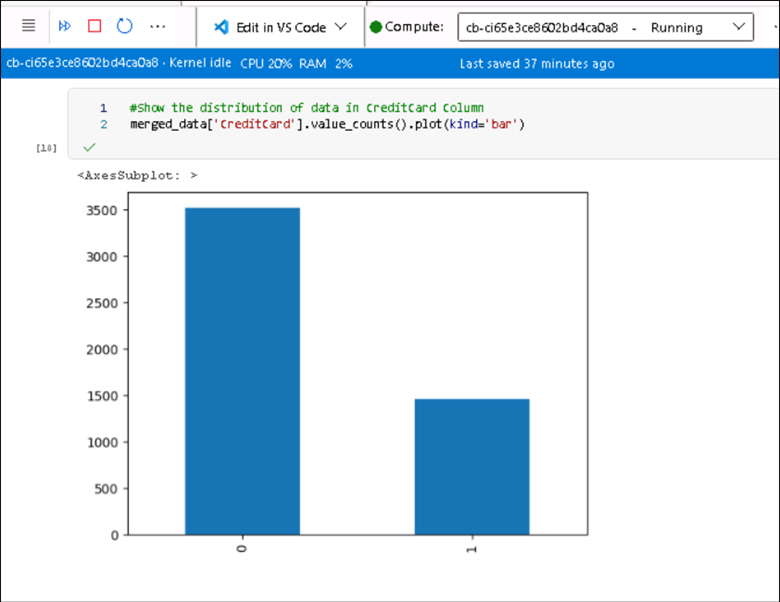 Edit in VS Code Compute: cb-ci65e3ce8602bd4ca0a8 - Running
cb-ci65e3ce8602bd4ca0a8 · Kernel idle CPU 20% RAM 2% Last saved 37 minutes ago
1 #Show the distribution of data in CreditCard Column
2 merged_data['CreditCard'].value_counts().plot(kind='bar')
[18]
<AxesSubplot: >
3500
3000
2500
2000
1500
1000
500
0
0 1